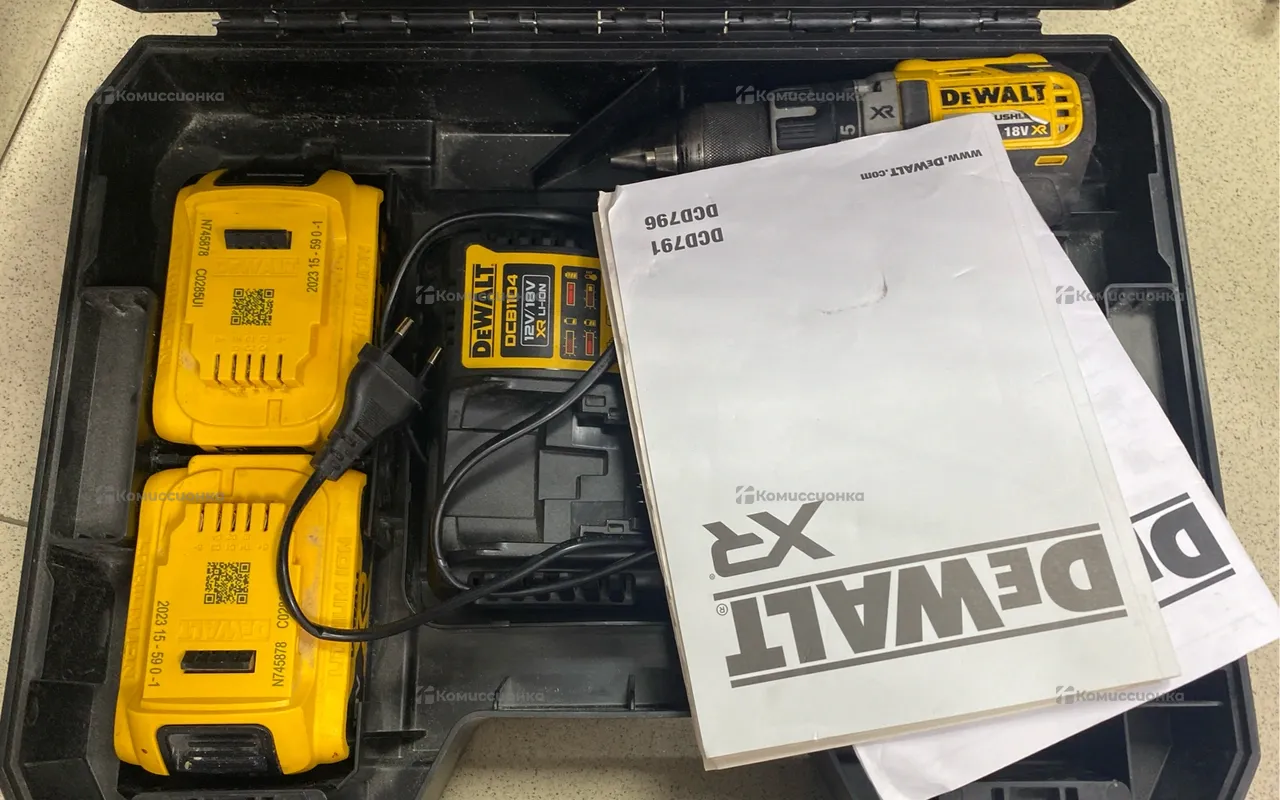 DEWALT
XR
5
18V XR
www.DeWALT.com
DCD796
DCD791
DEWALT
XR
®
DEWALT
®
D
N745878 C0285UI
2023 15 - 59 0 -1
DEWALT
DCB1104
12V/18V
XR LI-ION
2023 15 - 59 0 -1
N745878
DEWALT
Комиссионка
Комиссионка
Комиссионка
Комиссионка
Комиссионка
Комиссионка
Комиссионка
Комиссионка